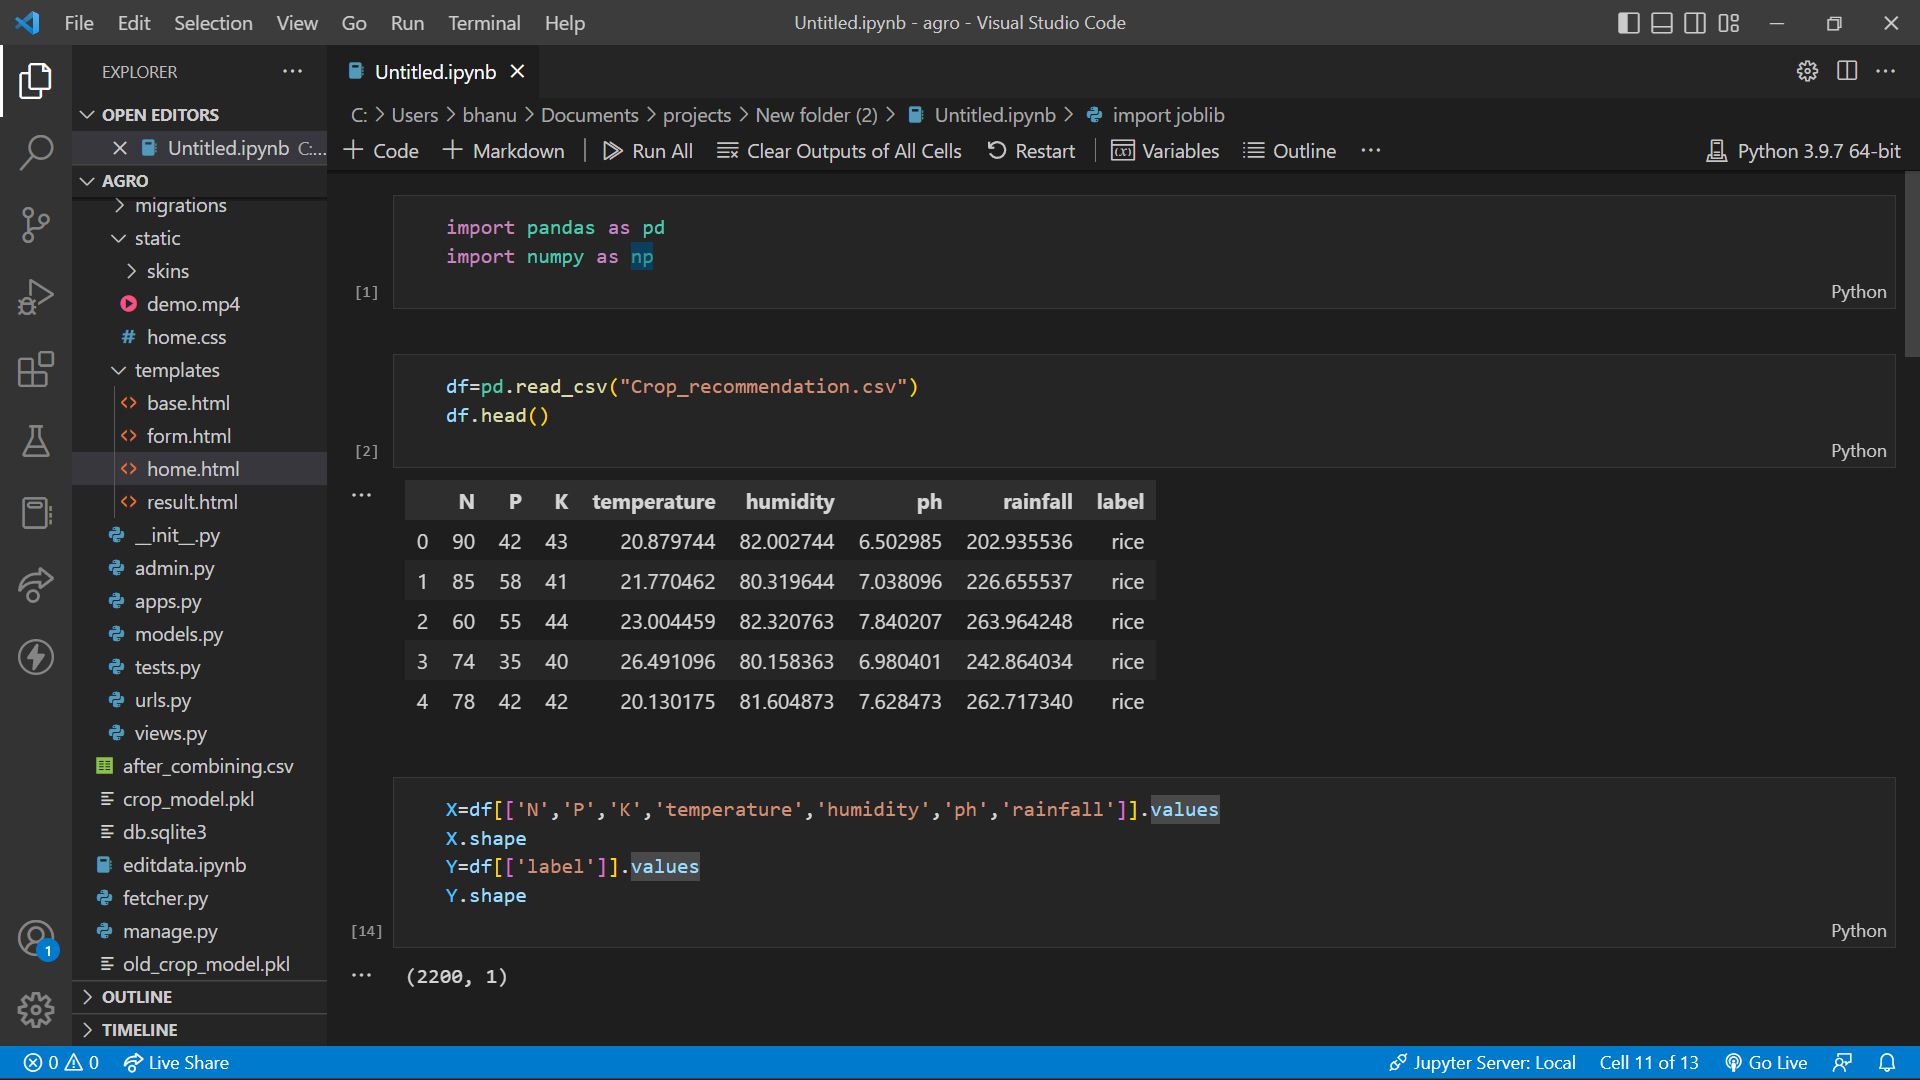 File Edit Selection View Go Run Terminal Help
Untitled.ipynb - agro - Visual Studio Code
EXPLORER
OPEN EDITORS
Untitled.ipynb C:...
AGRO
migrations
static
skins
demo.mp4
# home.css
templates
<> base.html
<> form.html
<> home.html
<> result.html
__init__.py
admin.py
apps.py
models.py
tests.py
urls.py
views.py
after_combining.csv
crop_model.pkl
db.sqlite3
editdata.ipynb
fetcher.py
manage.py
old_crop_model.pkl
OUTLINE
TIMELINE
1
Untitled.ipynb
C: > Users > bhanu > Documents > projects > New folder (2) > Untitled.ipynb > import joblib
+ Code + Markdown | Run All Clear Outputs of All Cells Restart | Variables Outline ... Python 3.9.7 64-bit
import pandas as pd
import numpy as np
[1] Python
df=pd.read_csv("Crop_recommendation.csv")
df.head()
[2] Python
N P K temperature humidity ph rainfall label
0 90 42 43 20.879744 82.002744 6.502985 202.935536 rice
1 85 58 41 21.770462 80.319644 7.038096 226.655537 rice
2 60 55 44 23.004459 82.320763 7.840207 263.964248 rice
3 74 35 40 26.491096 80.158363 6.980401 242.864034 rice
4 78 42 42 20.130175 81.604873 7.628473 262.717340 rice
X=df[['N','P','K','temperature','humidity','ph','rainfall']].values
X.shape
Y=df[['label']].values
Y.shape
[14] Python
(2200, 1)
0 0 Live Share
Jupyter Server: Local Cell 11 of 13 Go Live